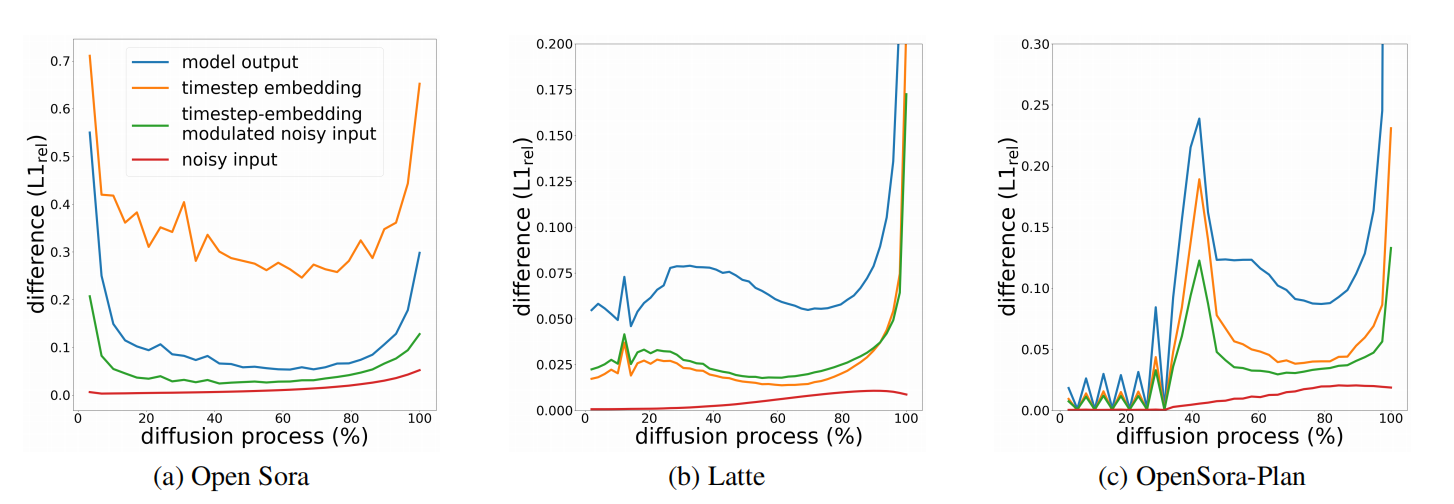 0.7
0.6
0.5
0.4
0.3
0.2
0.1
0.0
difference (L1rel)
model output
timestep embedding
timestep-embedding
modulated noisy input
noisy input
0 20 40 60 80 100
diffusion process (%)
(a) Open Sora
0.200
0.175
0.150
0.125
0.100
0.075
0.050
0.025
0.000
difference (L1rel)
0 20 40 60 80 100
diffusion process (%)
(b) Latte
0.30
0.25
0.20
0.15
0.10
0.05
0.00
difference (L1rel)
0 20 40 60 80 100
diffusion process (%)
(c) OpenSora-Plan